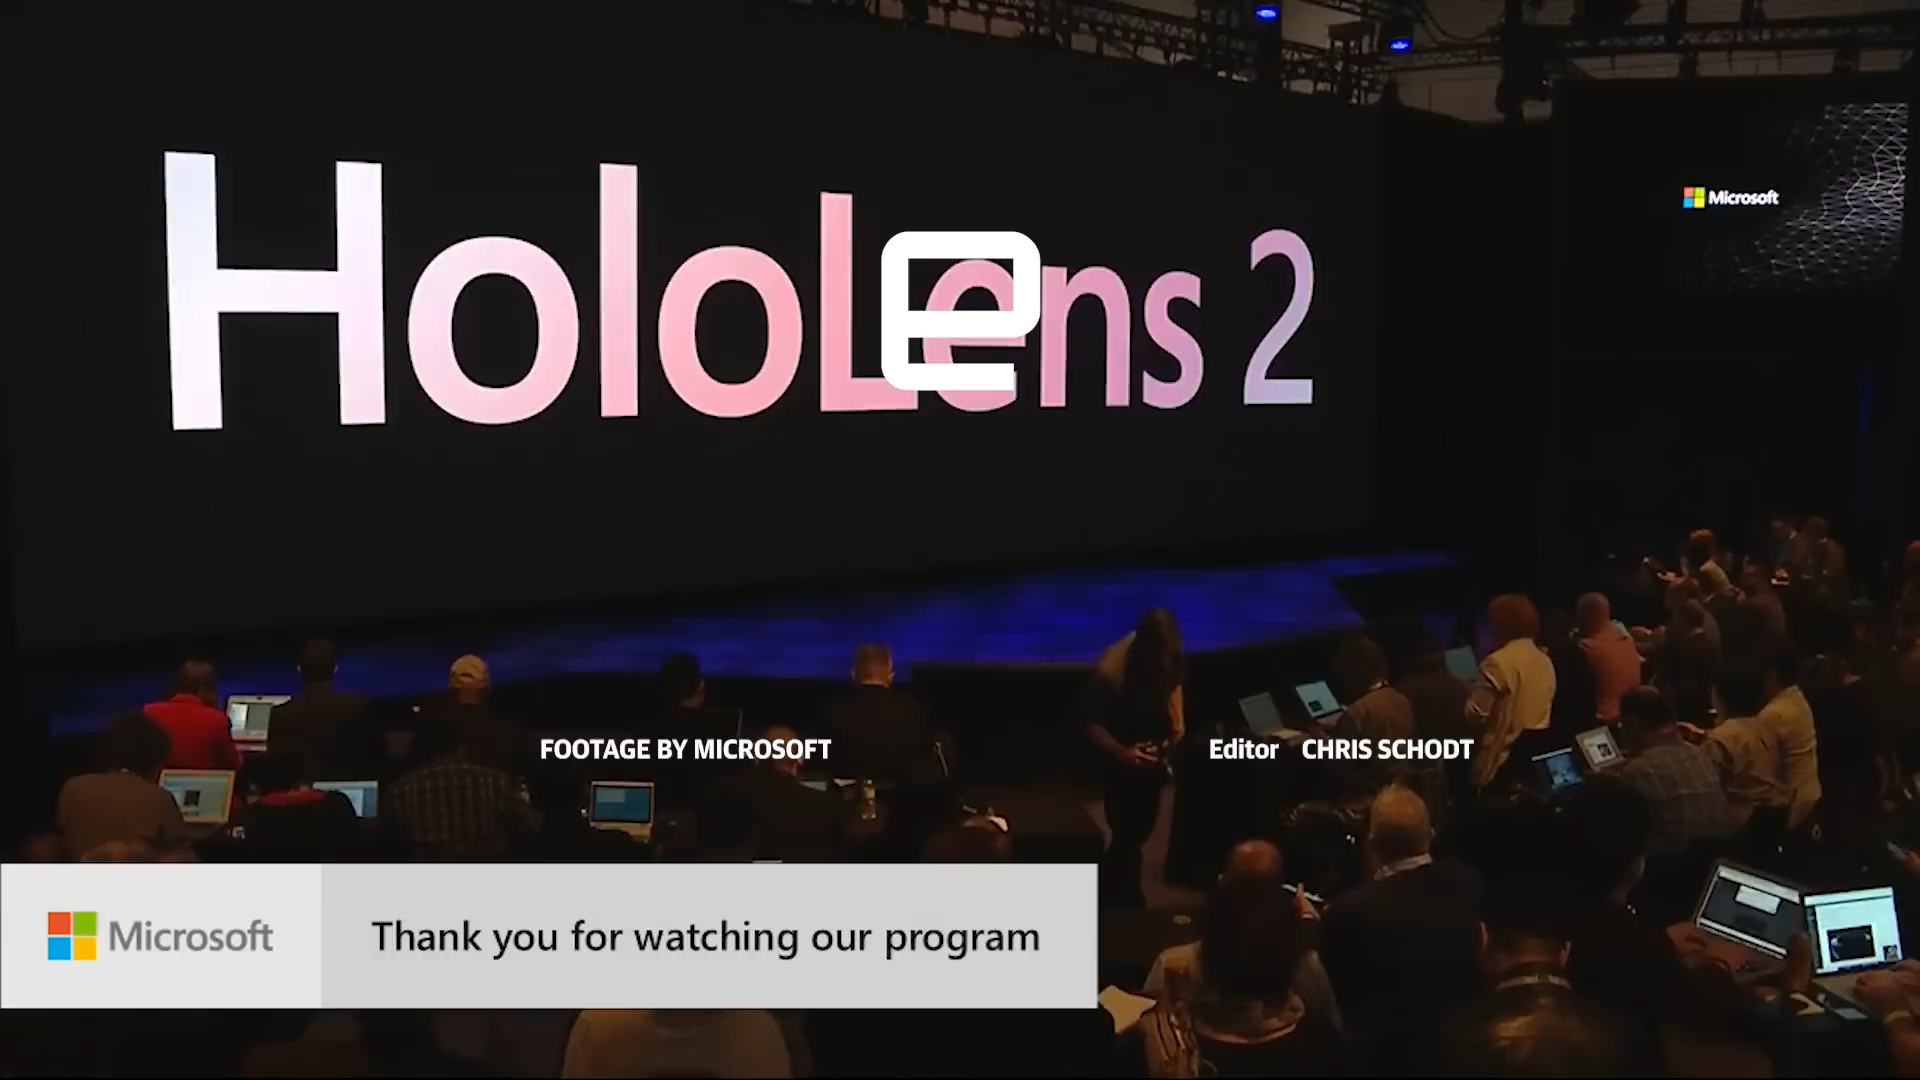 HoloLens 2
Microsoft
e
FOOTAGE BY MICROSOFT
Editor CHRIS SCHODT
Microsoft
Thank you for watching our program